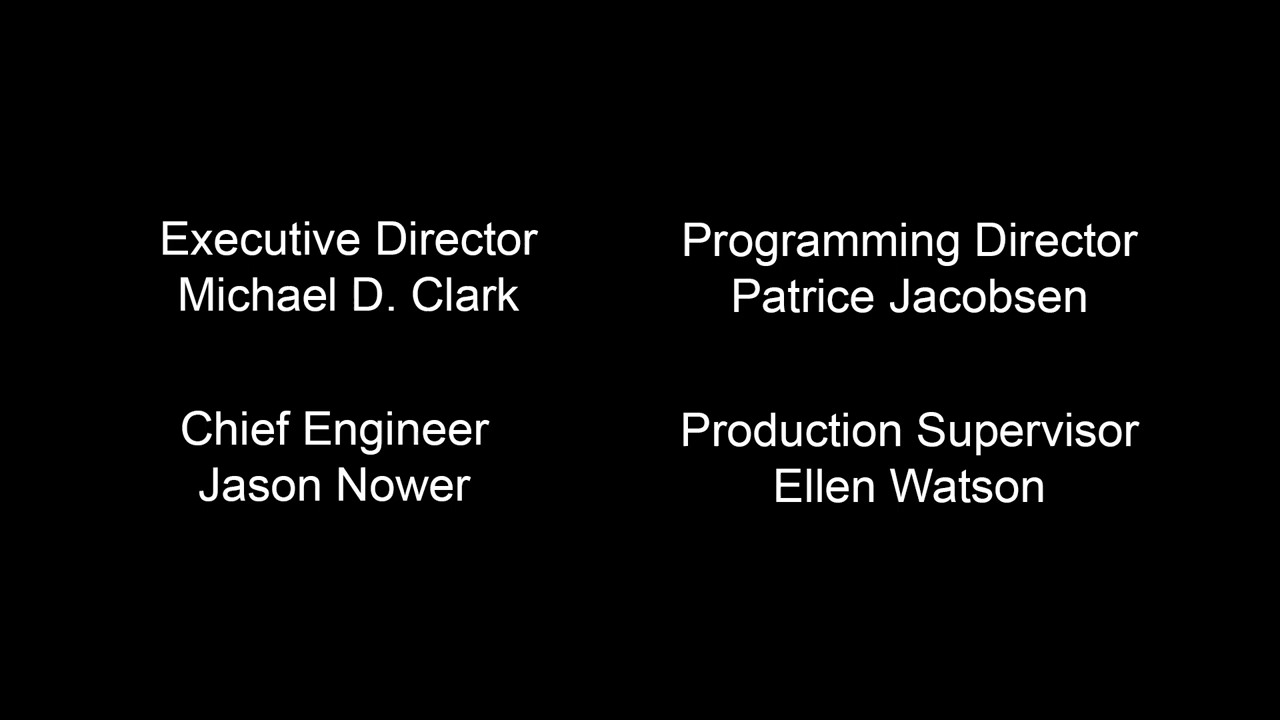 Executive Director
Michael D. Clark
Programming Director
Patrice Jacobsen
Chief Engineer
Jason Nower
Production Supervisor
Ellen Watson